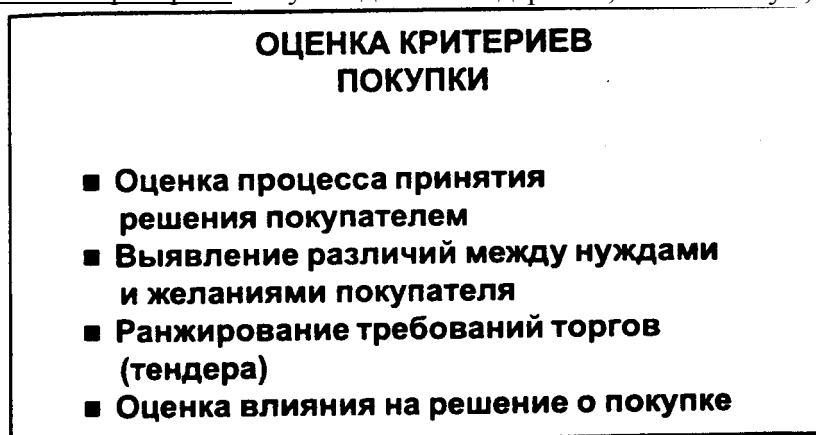 ОЦЕНКА КРИТЕРИЕВ
ПОКУПКИ
■ Оценка процесса принятия
решения покупателем
■ Выявление различий между нуждами
и желаниями покупателя
■ Ранжирование требований торгов
(тендера)
■ Оценка влияния на решение о покупке